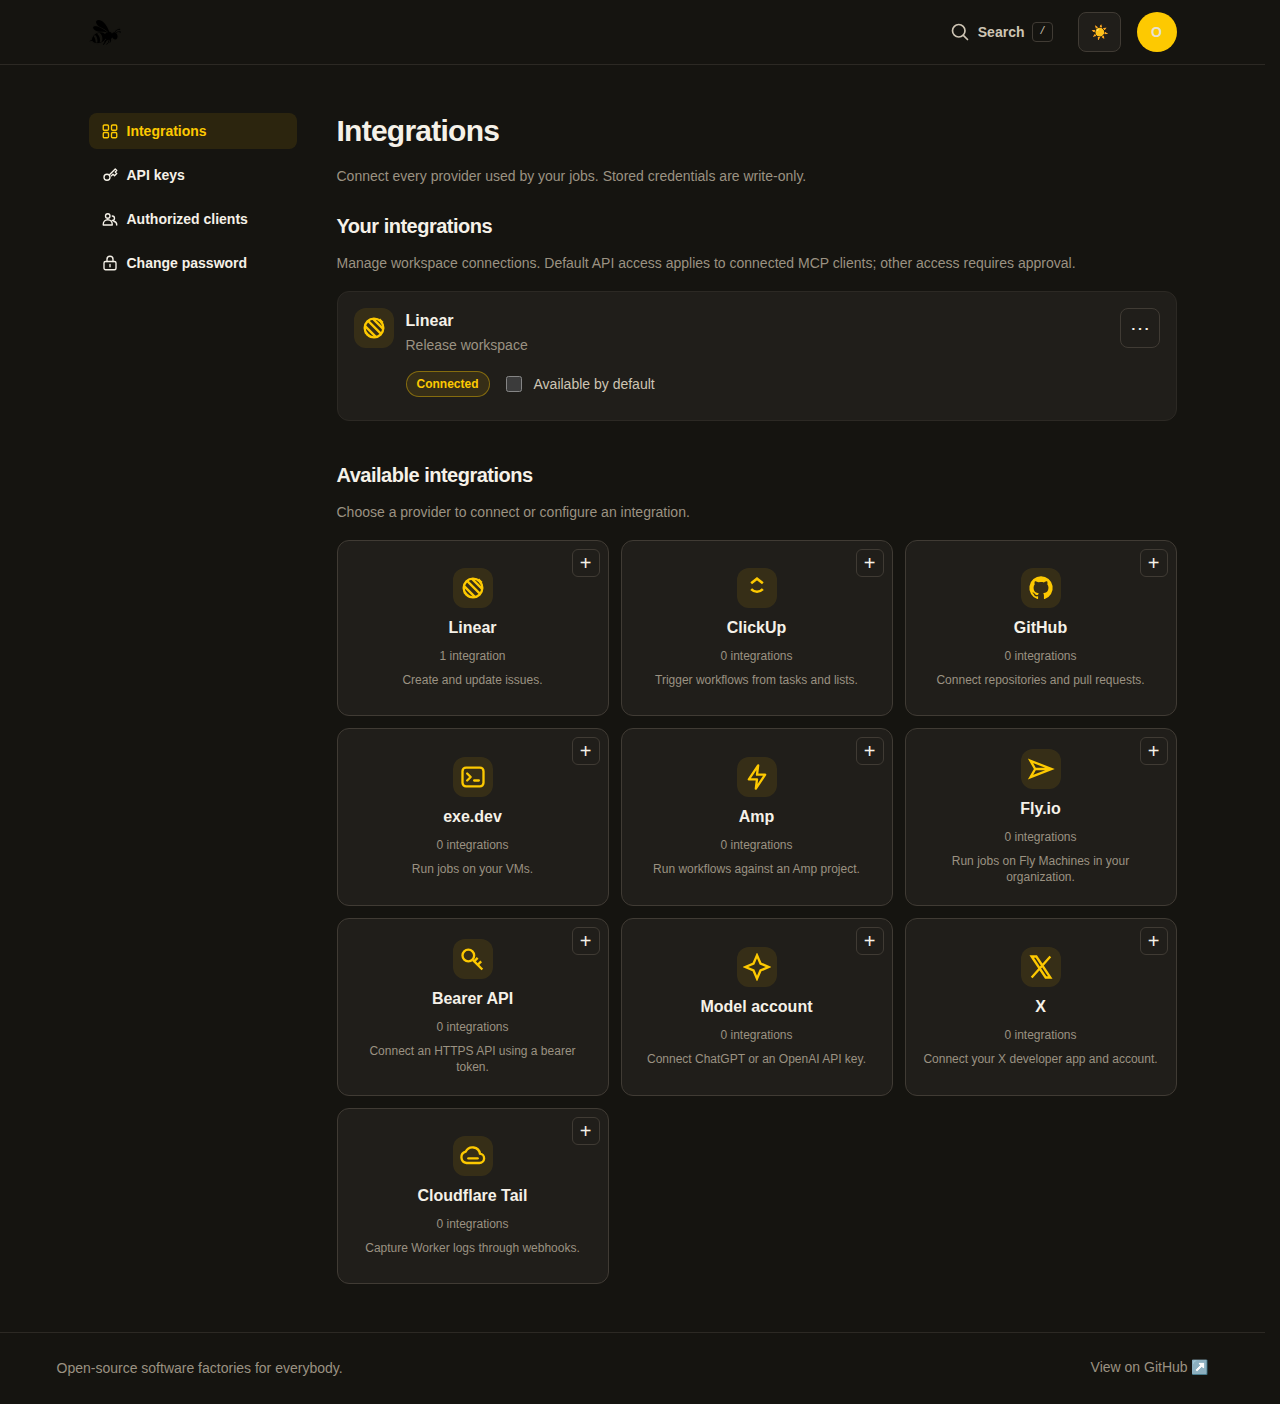 Search /
O
Integrations
API keys
Authorized clients
Change password
Integrations
Connect every provider used by your jobs. Stored credentials are write-only.
Your integrations
Manage workspace connections. Default API access applies to connected MCP clients; other access requires approval.
Linear
Release workspace
Connected
Available by default
Available integrations
Choose a provider to connect or configure an integration.
Linear
1 integration
Create and update issues.
ClickUp
0 integrations
Trigger workflows from tasks and lists.
GitHub
0 integrations
Connect repositories and pull requests.
exe.dev
0 integrations
Run jobs on your VMs.
Amp
0 integrations
Run workflows against an Amp project.
Fly.io
0 integrations
Run jobs on Fly Machines in your
organization.
Bearer API
0 integrations
Connect an HTTPS API using a bearer
token.
Model account
0 integrations
Connect ChatGPT or an OpenAI API key.
X
0 integrations
Connect your X developer app and account.
Cloudflare Tail
0 integrations
Capture Worker logs through webhooks.
Open-source software factories for everybody.
View on GitHub ↗